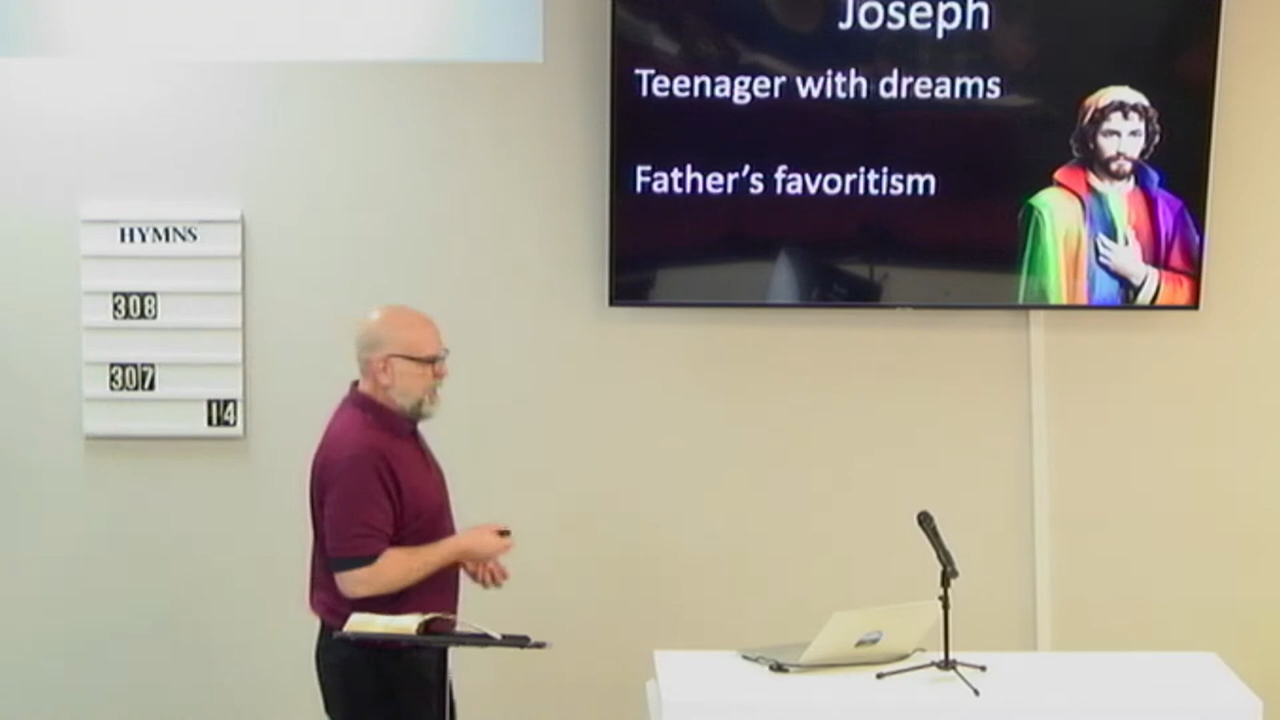 Joseph
Teenager with dreams
Father's favoritism
HYMNS
308
307
14